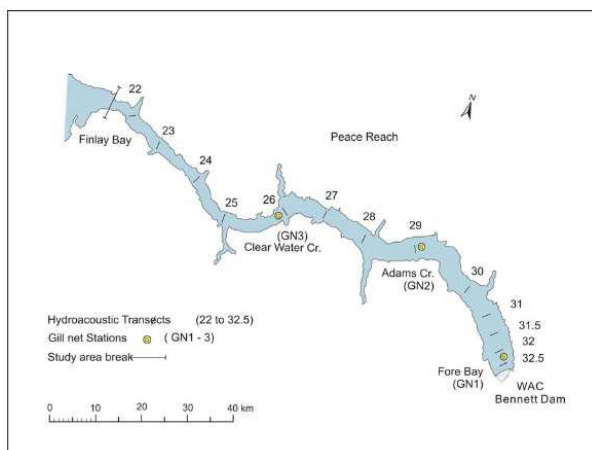 22
N
Peace Reach
Finlay Bay
23
24
25
26
27
(GN3)
Clear Water Cr.
28
29
Adams Cr.
(GN2)
30
31
31.5
32
32.5
Fore Bay
(GN1)
WAC
Bennett Dam
Hydroacoustic Transects (22 to 32.5)
Gill net Stations ( GN1 - 3)
Study area break
0 10 20 30 40 km